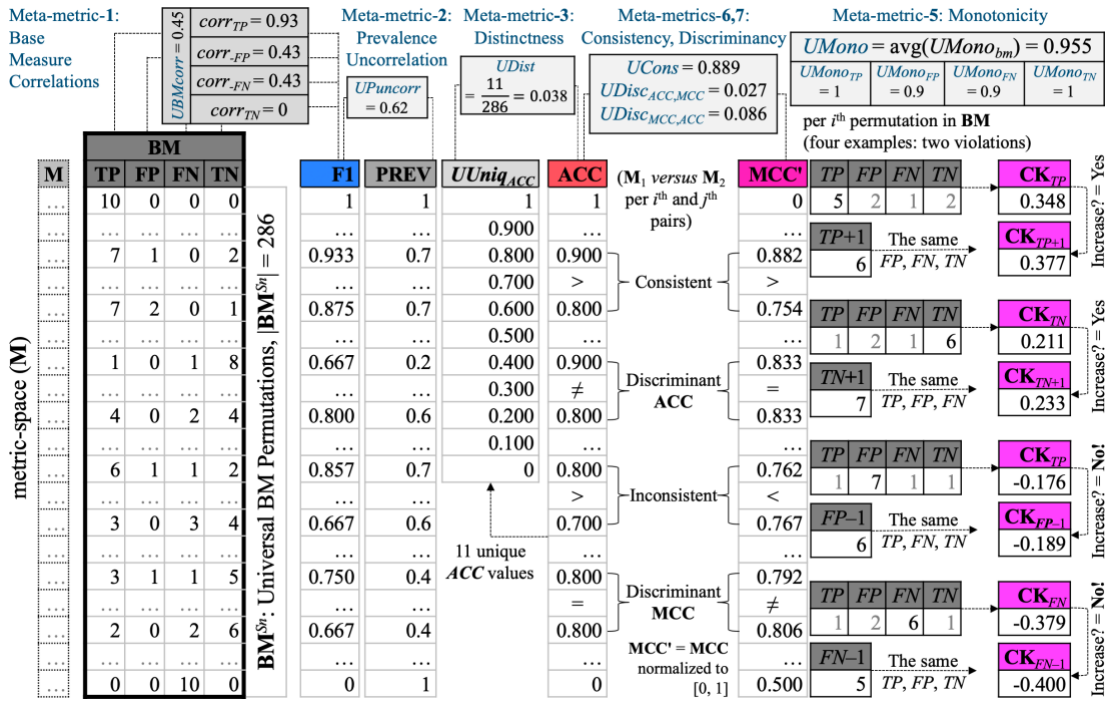 Meta-metric-1:
Base
Measure
Correlations
UBMcorr = 0.45
corrTP = 0.93
corr-FP = 0.43
corr-FN = 0.43
corrTN = 0
Meta-metric-2:
Prevalence
Uncorrelation
UPuncorr
= 0.62
Meta-metric-3:
Distinctness
UDist
= 11/286 = 0.038
Meta-metrics-6,7:
Consistency, Discriminancy
UCons = 0.889
UDiscACC,MCC = 0.027
UDiscMCC,ACC = 0.086
Meta-metric-5: Monotonicity
UMono = avg(UMonobm) = 0.955
UMonoTP UMonoFP UMonoFN UMonoTN
= 1 = 0.9 = 0.9 = 1
per ith permutation in BM
(four examples: two violations)
metric-space (M)
BM
M TP FP FN TN F1 PREV UUniqACC ACC MCC'
… 10 0 0 0 1 1 1 1 0
… … … … … … … 0.900 … …
… 7 1 0 2 0.933 0.7 0.800 0.900 0.882
… … … … … … … 0.700 > >
… 7 2 0 1 0.875 0.7 0.600 0.800 0.754
… … … … … … … 0.500 … …
… 1 0 1 8 0.667 0.2 0.400 0.900 0.833
… … … … … … … 0.300 ≠ =
… 4 0 2 4 0.800 0.6 0.200 0.800 0.833
… … … … … … … 0.100 … …
… 6 1 1 2 0.857 0.7 0 0.800 0.762
… … … … … … … > <
… 3 0 3 4 0.667 0.6 0.700 0.767
… … … … … … … … …
… 3 1 1 5 0.750 0.4 0.800 0.792
… … … … … … … = ≠
… 2 0 2 6 0.667 0.4 0.800 0.806
… … … … … … … … …
… 0 0 10 0 0 1 0 0.500
BM^Sn: Universal BM Permutations, |BM^Sn| = 286
11 unique
ACC values
(M1 versus M2
per ith and jth
pairs)
Consistent
Discriminant
ACC
Inconsistent
Discriminant
MCC
MCC' = MCC
normalized to
[0, 1]
TP FP FN TN CKTP
5 2 1 2 0.348
TP+1 The same CKTP+1
6 FP, FN, TN 0.377
Increase? = Yes
TP FP FN TN CKTN
1 2 1 6 0.211
TN+1 The same CKTN+1
7 TP, FP, FN 0.233
Increase? = Yes
TP FP FN TN CKTP
1 7 1 1 -0.176
FP–1 The same CKFP–1
6 TP, FN, TN -0.189
Increase? = No!
TP FP FN TN CKFN
1 2 6 1 -0.379
FN–1 The same CKFN–1
5 TP, FP, TN -0.400
Increase? = No!